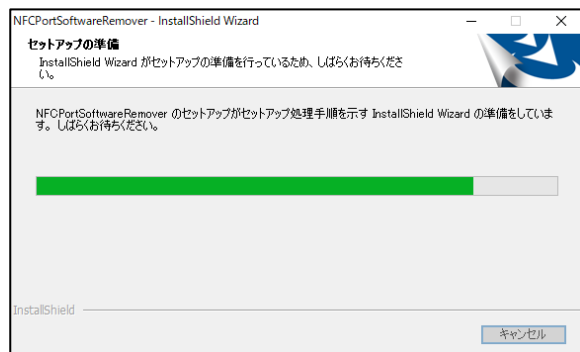 NFCPortSoftwareRemover - InstallShield Wizard
セットアップの準備
InstallShield Wizard がセットアップの準備を行っているため、しばらくお待ちくださ
い。
NFCPortSoftwareRemover のセットアップがセットアップ処理手順を示す InstallShield Wizard の準備をしていま
す。しばらくお待ちください。
InstallShield
キャンセル